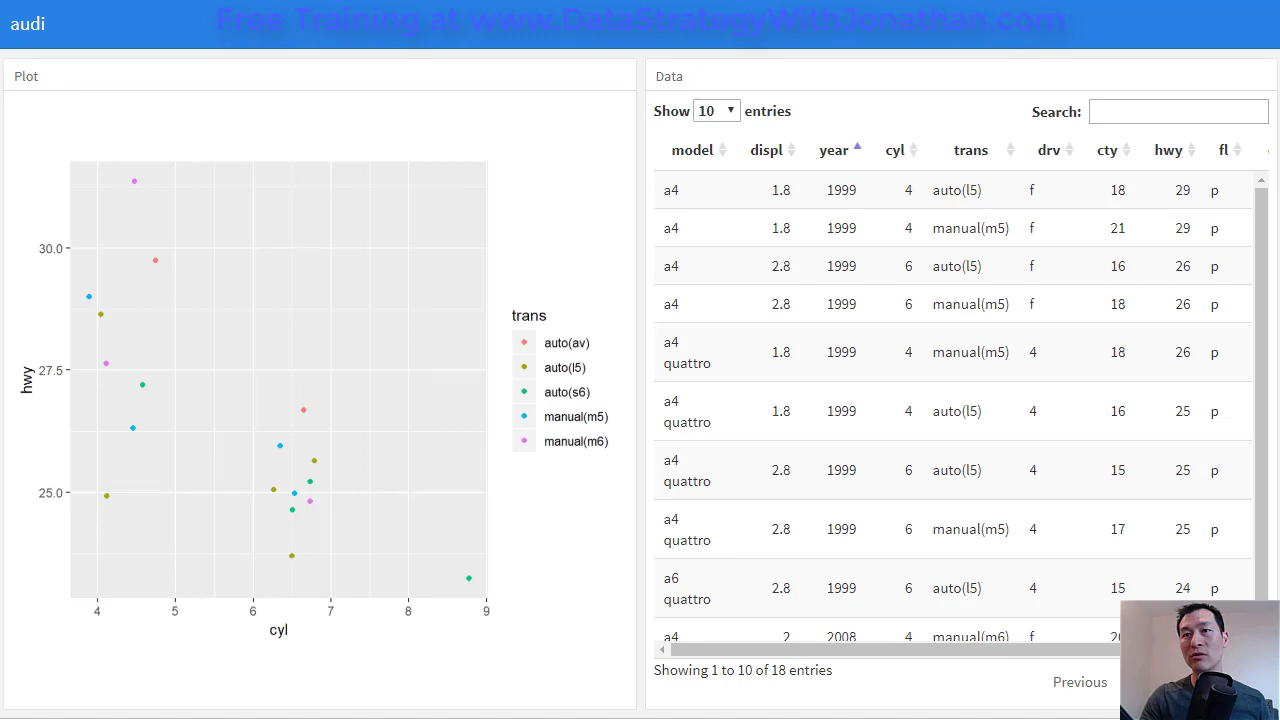 audi
Free Training at www.DataStrategyWithJonathan.com
Plot
30.0
27.5
25.0
hwy
4 5 6 7 8 9
cyl
trans
auto(av)
auto(l5)
auto(s6)
manual(m5)
manual(m6)
Data
Show 10 entries
Search:
model displ year cyl trans drv cty hwy fl
a4 1.8 1999 4 auto(l5) f 18 29 p
a4 1.8 1999 4 manual(m5) f 21 29 p
a4 2.8 1999 6 auto(l5) f 16 26 p
a4 2.8 1999 6 manual(m5) f 18 26 p
a4 quattro 1.8 1999 4 manual(m5) 4 18 26 p
a4 quattro 1.8 1999 4 auto(l5) 4 16 25 p
a4 quattro 2.8 1999 6 auto(l5) 4 15 25 p
a4 quattro 2.8 1999 6 manual(m5) 4 17 25 p
a6 quattro 2.8 1999 6 auto(l5) 4 15 24 p
a4 2 2008 4 manual(m6) f
Showing 1 to 10 of 18 entries
Previous